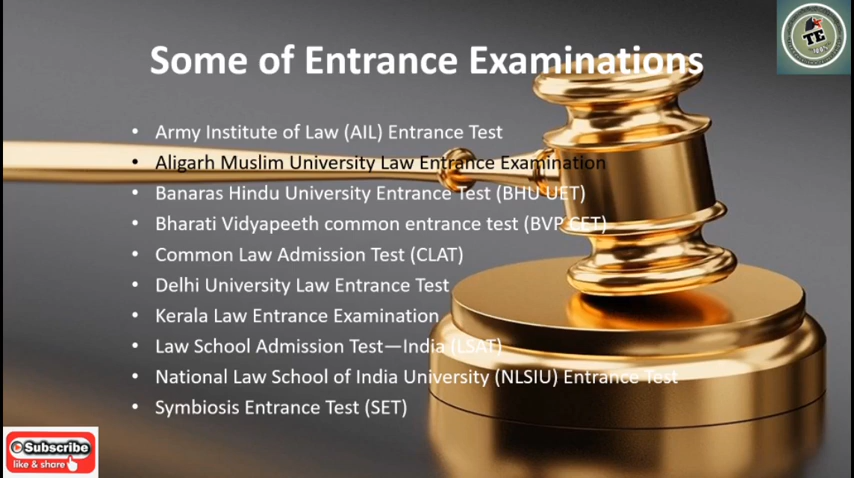 TE
100%
Some of Entrance Examinations
• Army Institute of Law (AIL) Entrance Test
• Aligarh Muslim University Law Entrance Examination
• Banaras Hindu University Entrance Test (BHU UET)
• Bharati Vidyapeeth common entrance test (BVP CET)
• Common Law Admission Test (CLAT)
• Delhi University Law Entrance Test
• Kerala Law Entrance Examination
• Law School Admission Test—India (LSAT)
• National Law School of India University (NLSIU) Entrance Test
• Symbiosis Entrance Test (SET)
Subscribe
like & share